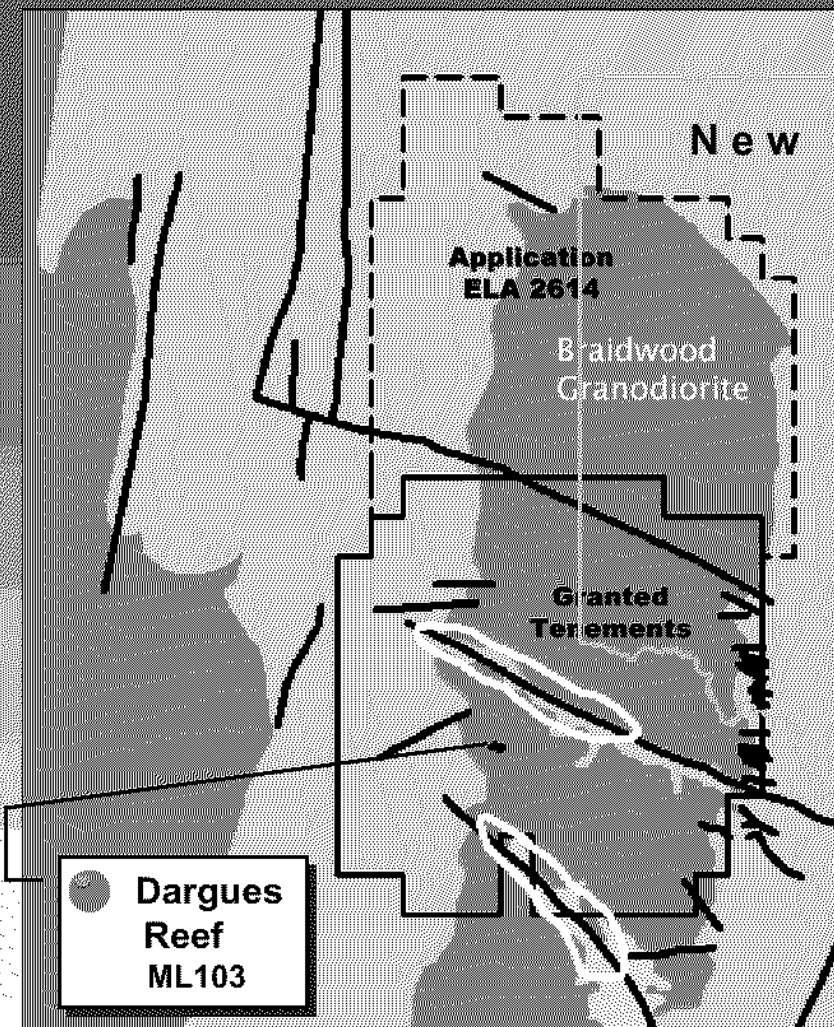 New
Application
ELA 2614
Braidwood
Granodiorite
Granted
Tenements
Dargues
Reef
ML103